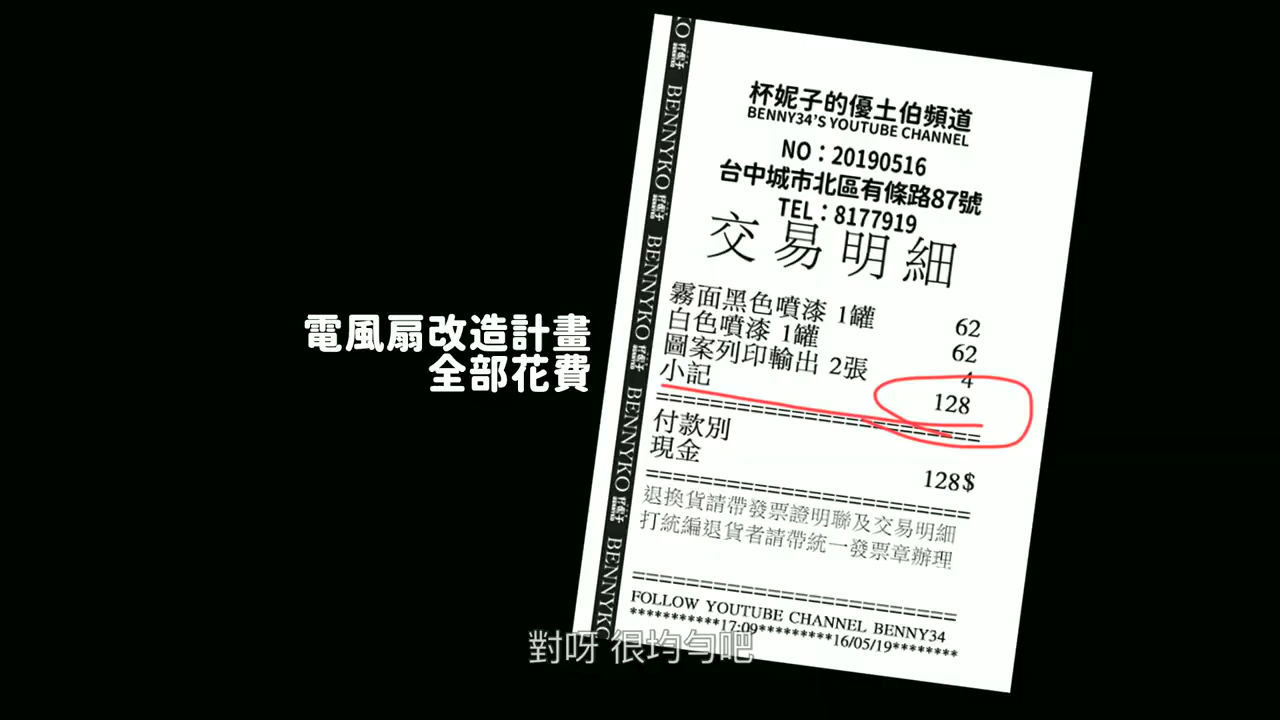 電風扇改造計畫
全部花費
杯妮子的優土伯頻道
BENNY34'S YOUTUBE CHANNEL
NO：20190516
台中城市北區有條路87號
TEL：8177919
交易明細
霧面黑色噴漆 1罐 62
白色噴漆 1罐 62
圖案列印輸出 2張 4
小記 128
==============================
付款別
現金 128$
==============================
退換貨請帶發票證明聯及交易明細
打統編退貨者請帶統一發票章辦理
==============================
FOLLOW YOUTUBE CHANNEL BENNY34
**********17:09*********16/05/19********
對呀 很均勻吧
BENNYKO
BENNYKO
BENNYKO
BENNYKO